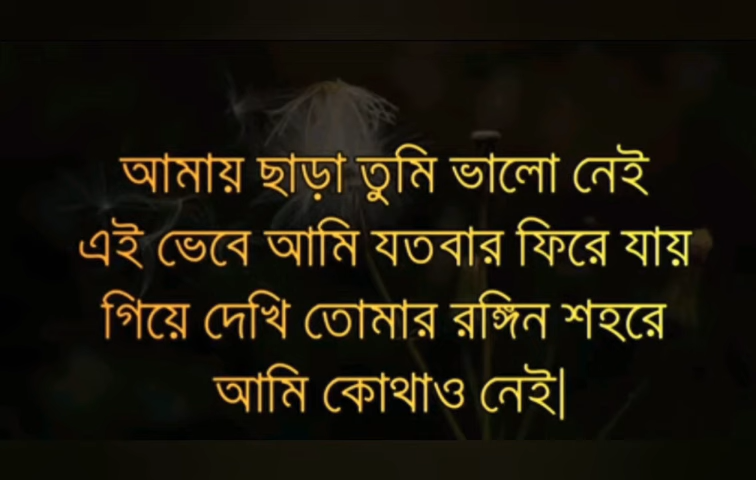 আমায় ছাড়া তুমি ভালো নেই
এই ভেবে আমি যতবার ফিরে যায়
গিয়ে দেখি তোমার রঙ্গিন শহরে
আমি কোথাও নেই|